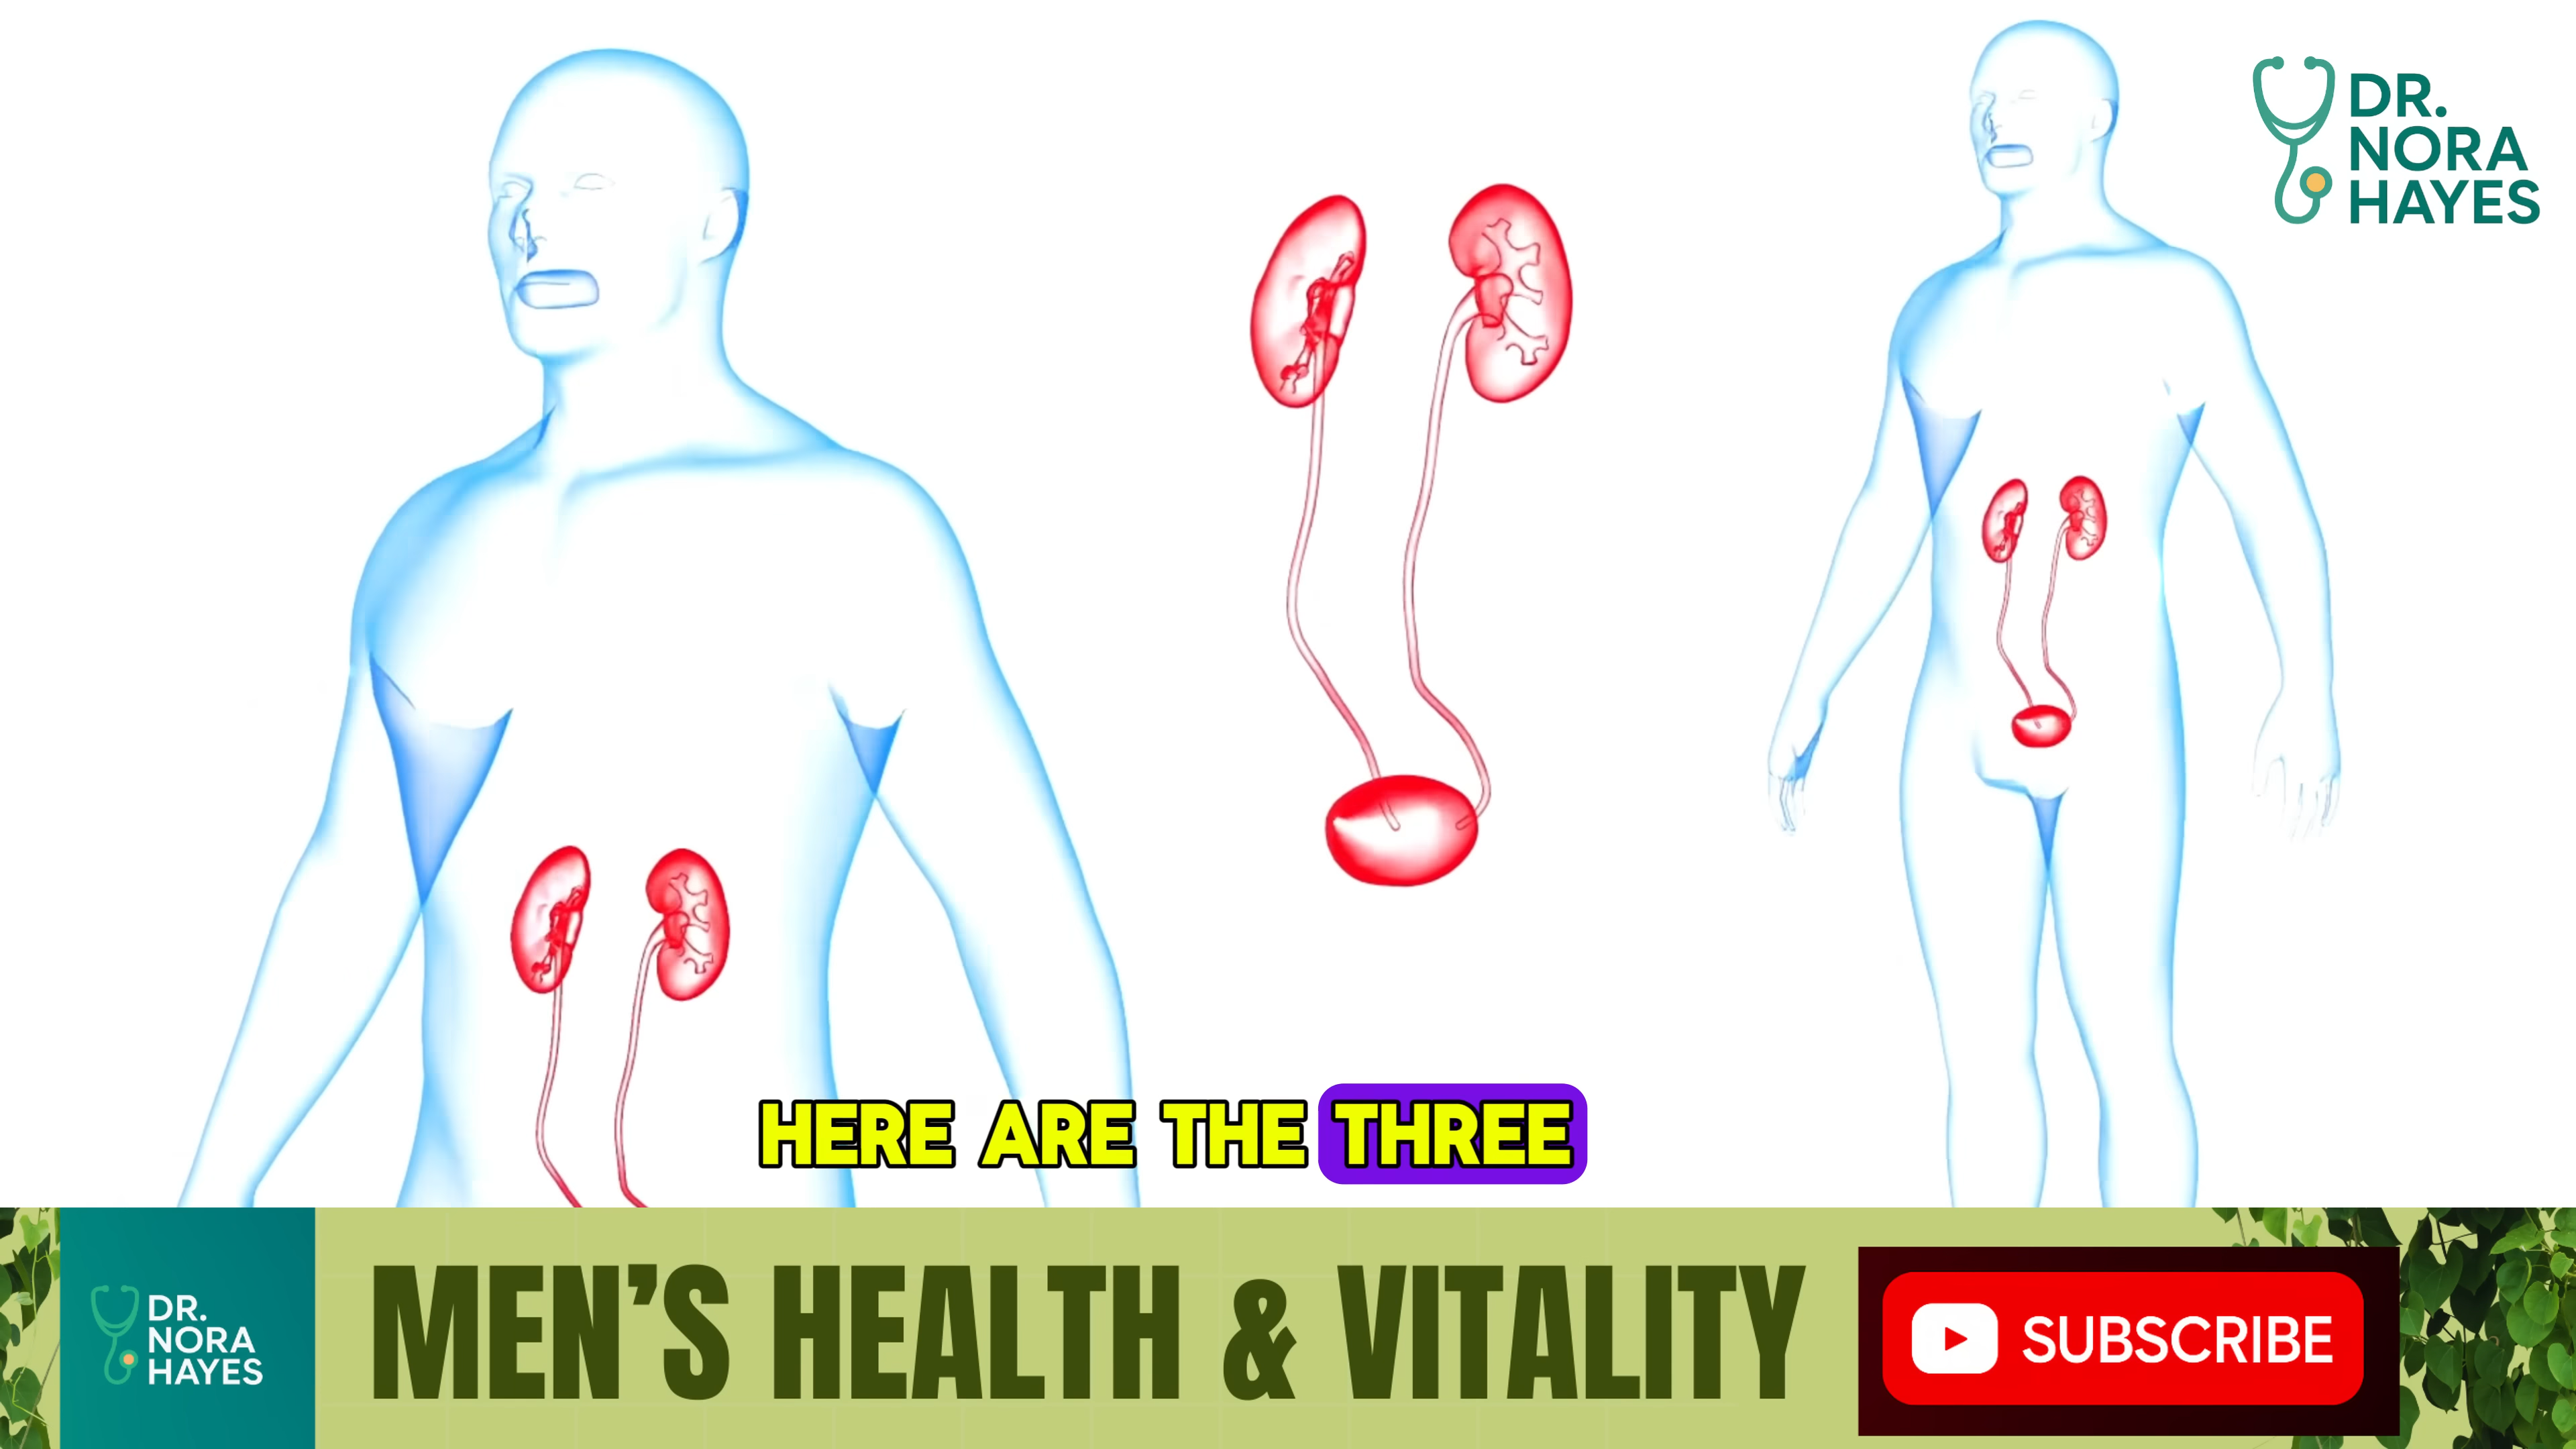 DR.
NORA
HAYES
HERE ARE THE THREE
DR.
NORA
HAYES
MEN'S HEALTH & VITALITY
SUBSCRIBE